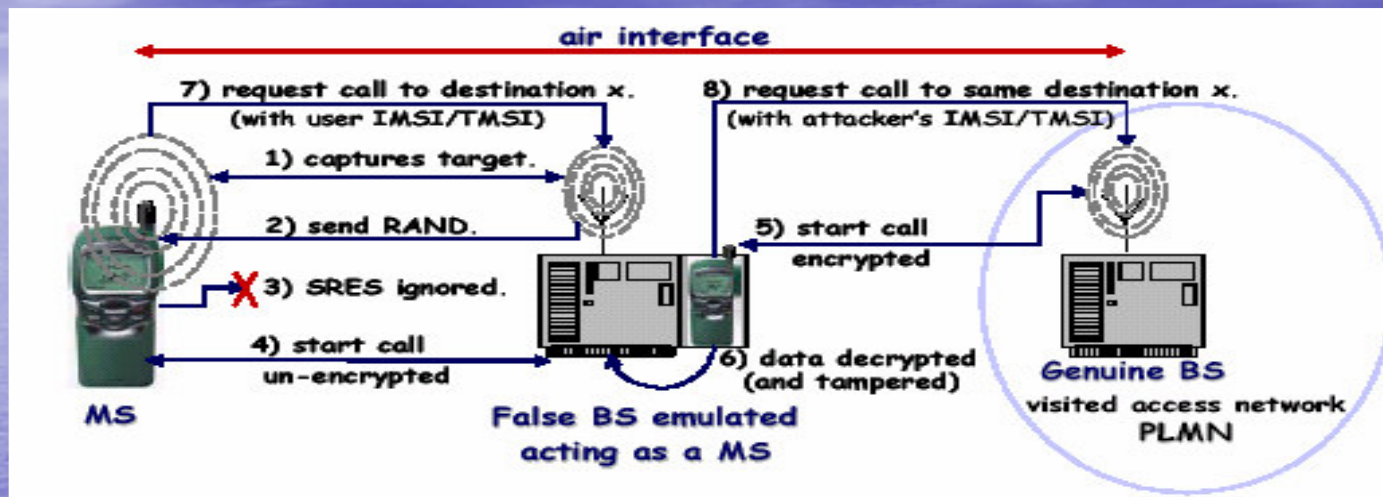 air interface
7) request call to destination x.
(with user IMSI/TMSI)
8) request call to same destination x.
(with attacker's IMSI/TMSI)
1) captures target.
2) send RAND.
5) start call
encrypted
3) SRES ignored.
4) start call
un-encrypted
6) data decrypted
(and tampered)
MS
False BS emulated
acting as a MS
Genuine BS
visited access network
PLMN